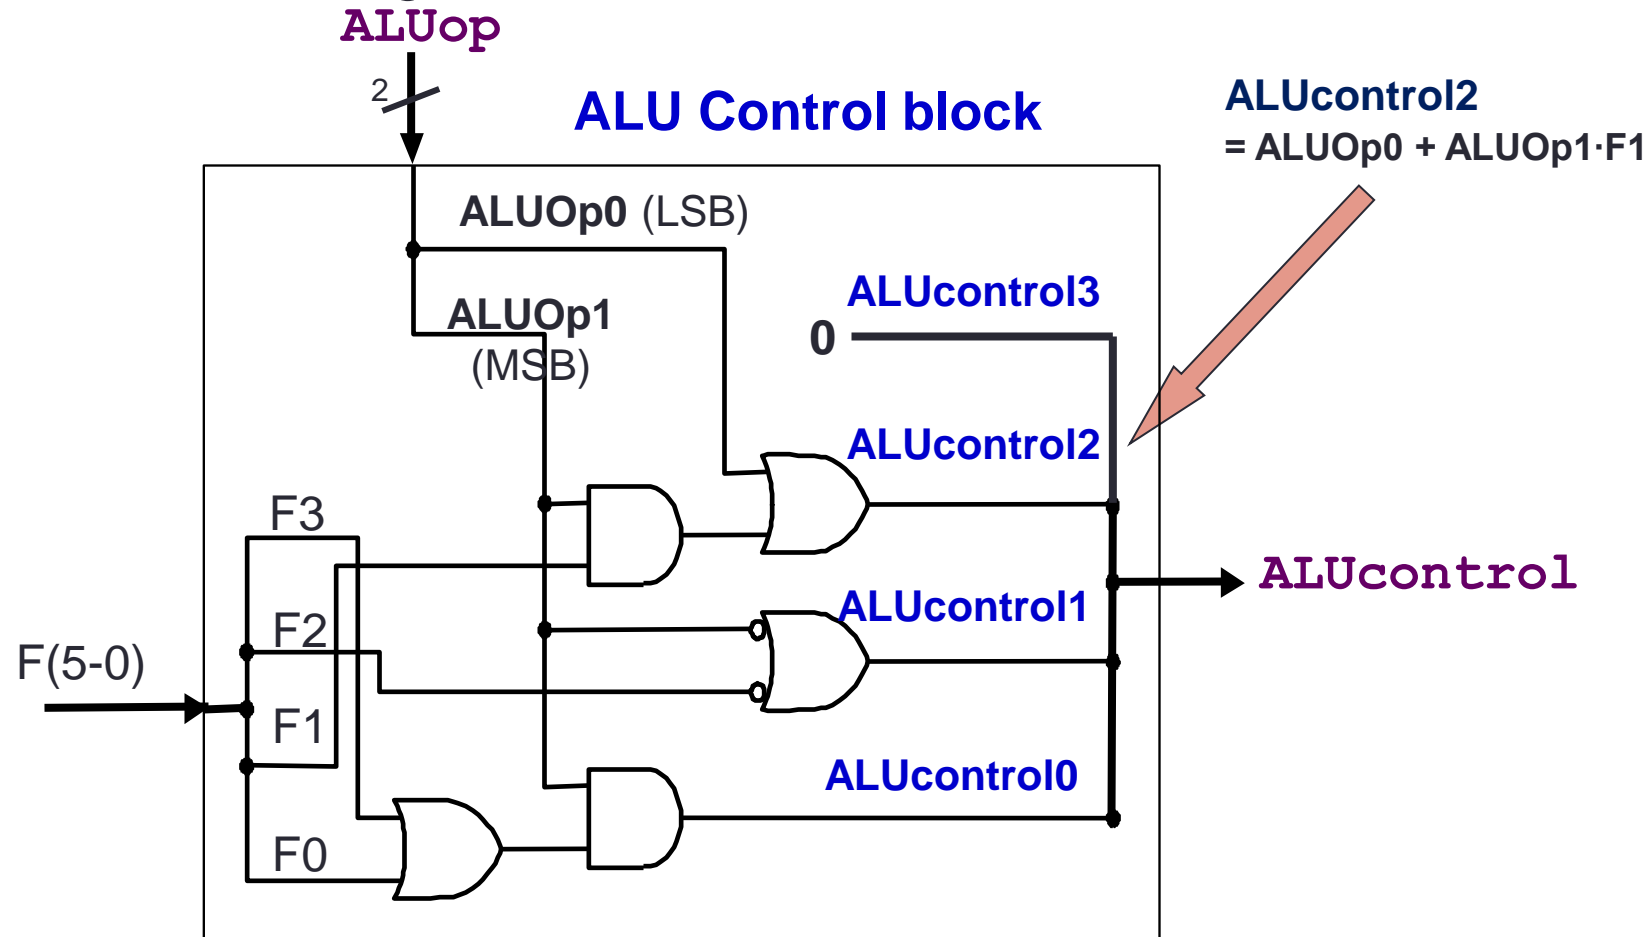 ALUop
2
ALU Control block
ALUcontrol2
= ALUOp0 + ALUOp1·F1
ALUOp0 (LSB)
ALUcontrol3
ALUOp1
0
(MSB)
ALUcontrol2
F3
ALUcontrol
ALUcontrol1
F2
F(5-0)
F1
ALUcontrol0
F0